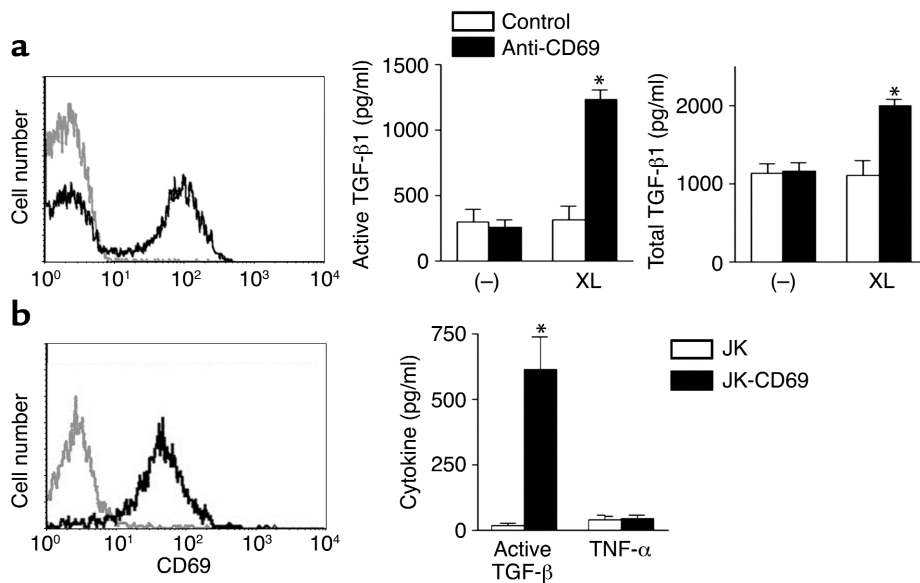 a
Control
Anti-CD69
Cell number
10⁰ 10¹ 10² 10³ 10⁴
Active TGF-β1 (pg/ml)
1500
1000
500
0
(–) XL
*
Total TGF-β1 (pg/ml)
2000
1000
0
(–) XL
*
b
Cell number
10⁰ 10¹ 10² 10³ 10⁴
CD69
Cytokine (pg/ml)
750
500
250
0
*
Active TNF-α
TGF-β
JK
JK-CD69